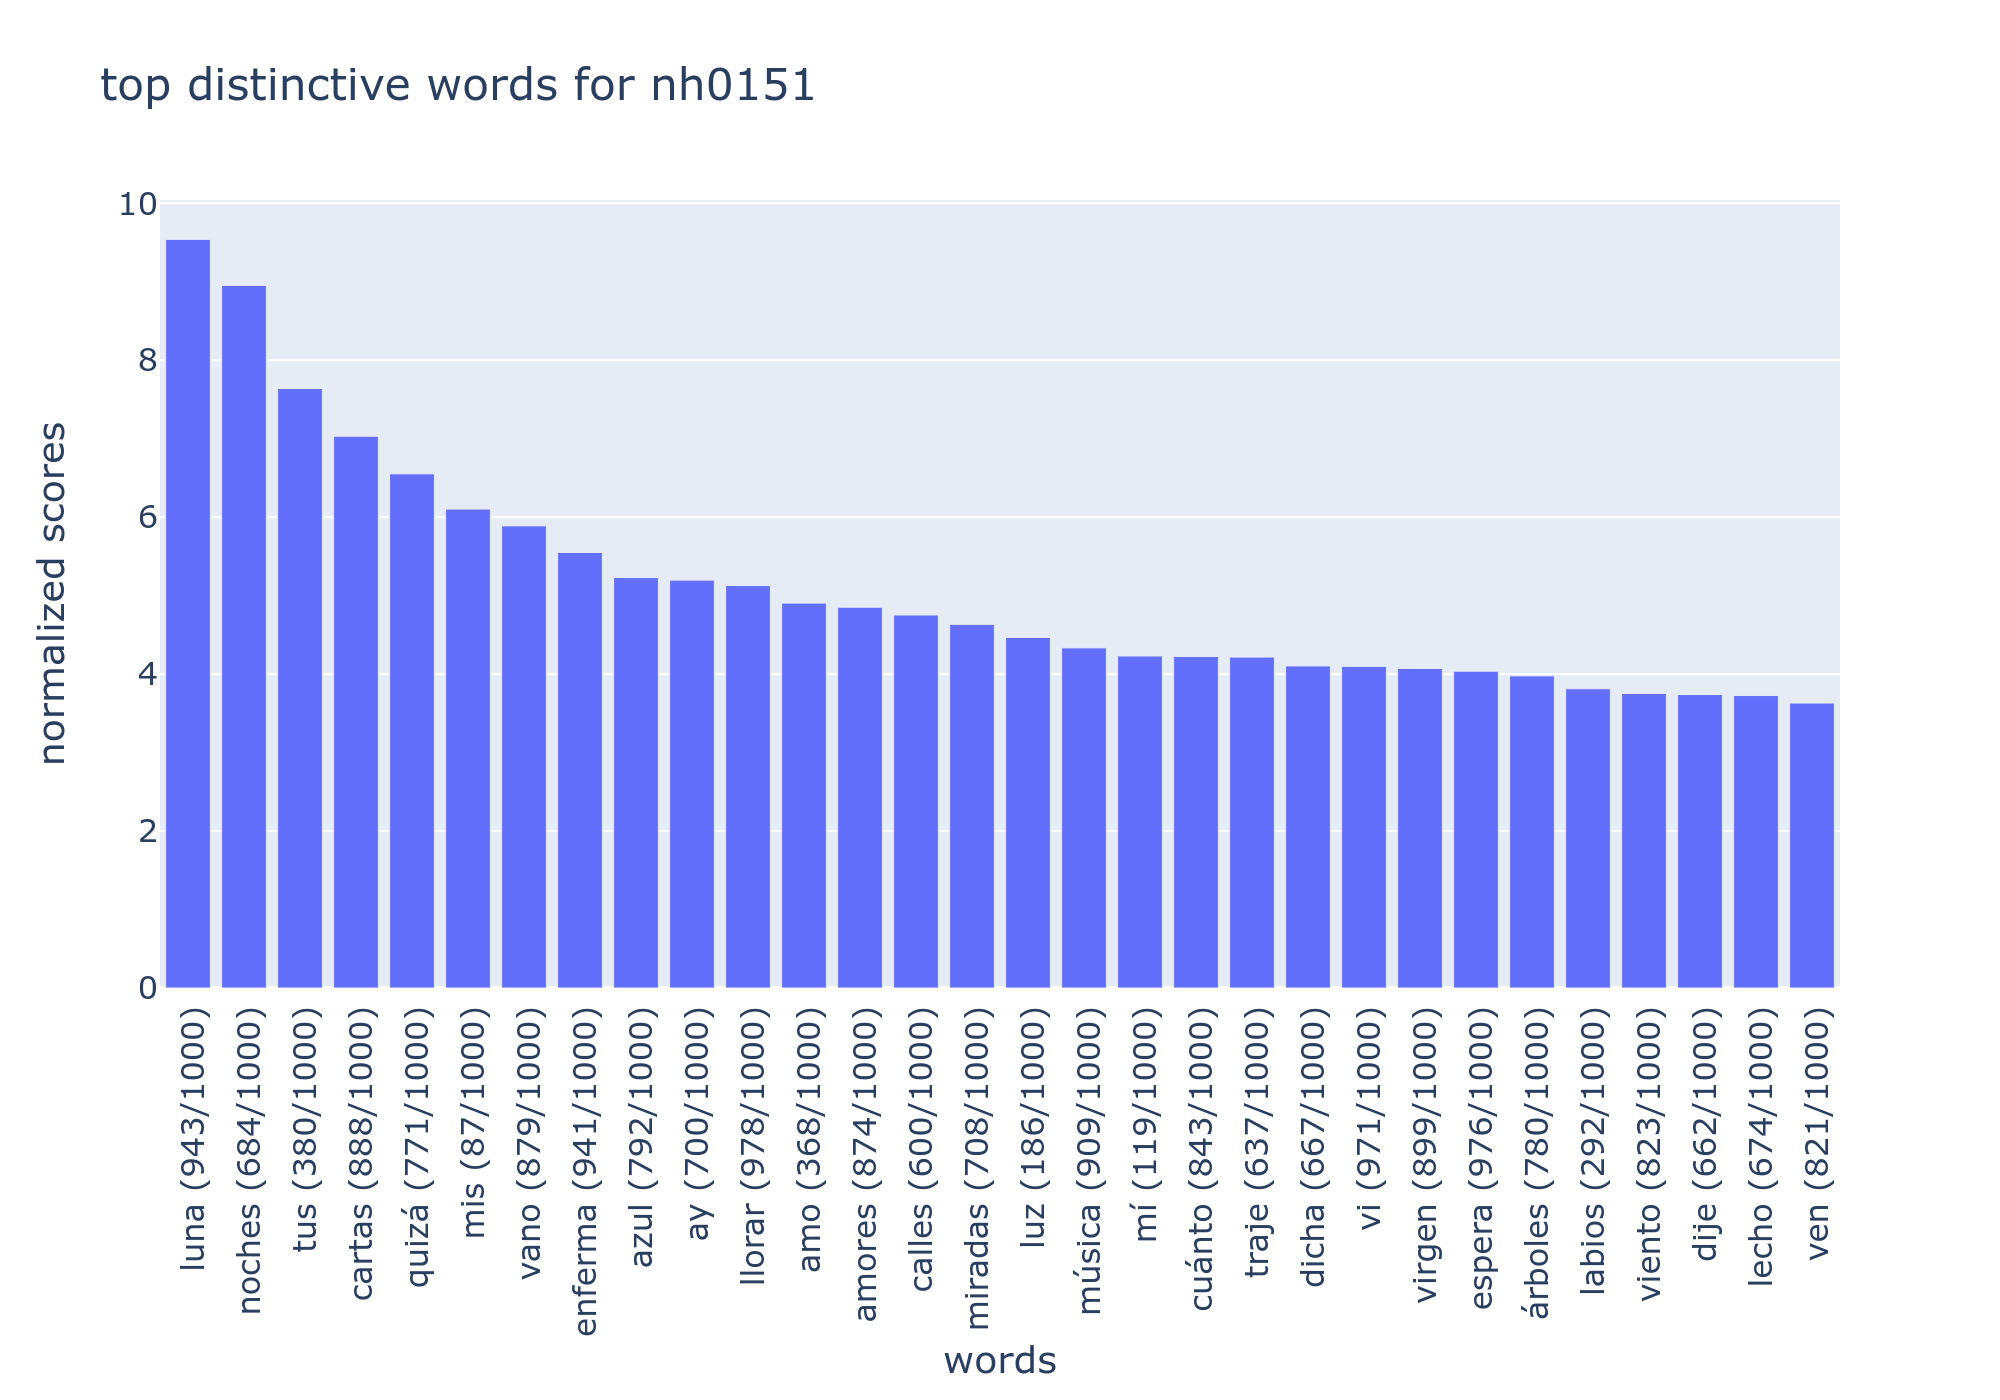 top distinctive words for nh0151
normalized scores
10
8
6
4
2
0
luna (943/1000)
noches (684/1000)
tus (380/1000)
cartas (888/1000)
quizá (771/1000)
mis (87/1000)
vano (879/1000)
enferma (941/1000)
azul (792/1000)
ay (700/1000)
llorar (978/1000)
amo (368/1000)
amores (874/1000)
calles (600/1000)
miradas (708/1000)
luz (186/1000)
música (909/1000)
mí (119/1000)
cuánto (843/1000)
traje (637/1000)
dicha (667/1000)
vi (971/1000)
virgen (899/1000)
espera (976/1000)
árboles (780/1000)
labios (292/1000)
viento (823/1000)
dije (662/1000)
lecho (674/1000)
ven (821/1000)
words